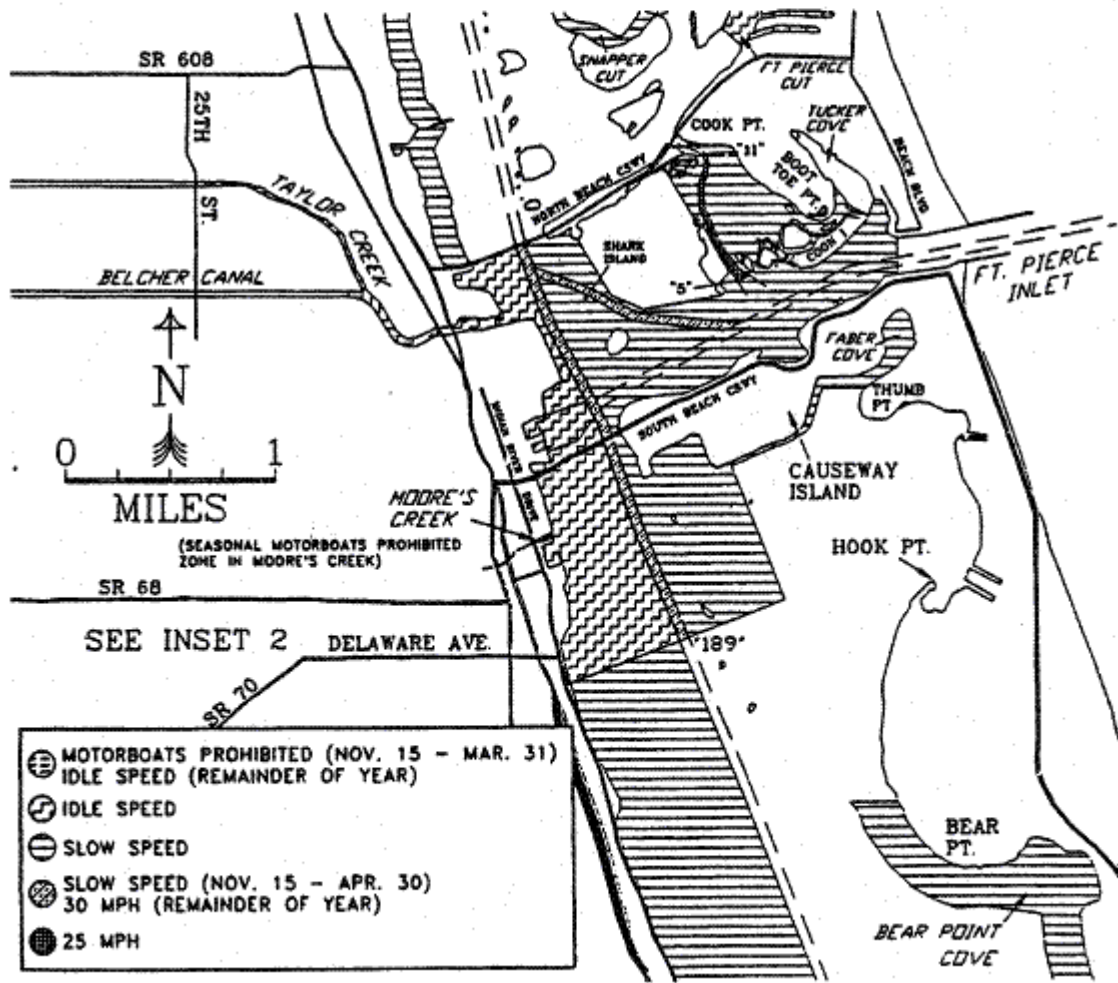 SNAPPER
CUT
SR 608
FT PIERCE
CUT
25TH
ST.
TUCKER
COVE
COOK PT.
"11"
BEACH BLVD
BOOT
TOE PT.
TAYLOR
CREEK
NORTH BEACH CSWY
SHARK
ISLAND
COON I
BELCHER CANAL
"5"
FT. PIERCE
INLET
N
FABER
COVE
THUMB
PT
0 1
MILES
INDIAN RIVER
DRIVE
SOUTH BEACH CSWY
CAUSEWAY
ISLAND
MOORE'S
CREEK
(SEASONAL MOTORBOATS PROHIBITED
ZONE IN MOORE'S CREEK)
HOOK PT.
SR 68
SEE INSET 2
DELAWARE AVE.
"189"
SR 70
MOTORBOATS PROHIBITED (NOV. 15 - MAR. 31)
IDLE SPEED (REMAINDER OF YEAR)
IDLE SPEED
SLOW SPEED
SLOW SPEED (NOV. 15 - APR. 30)
30 MPH (REMAINDER OF YEAR)
25 MPH
BEAR
PT.
BEAR POINT
COVE